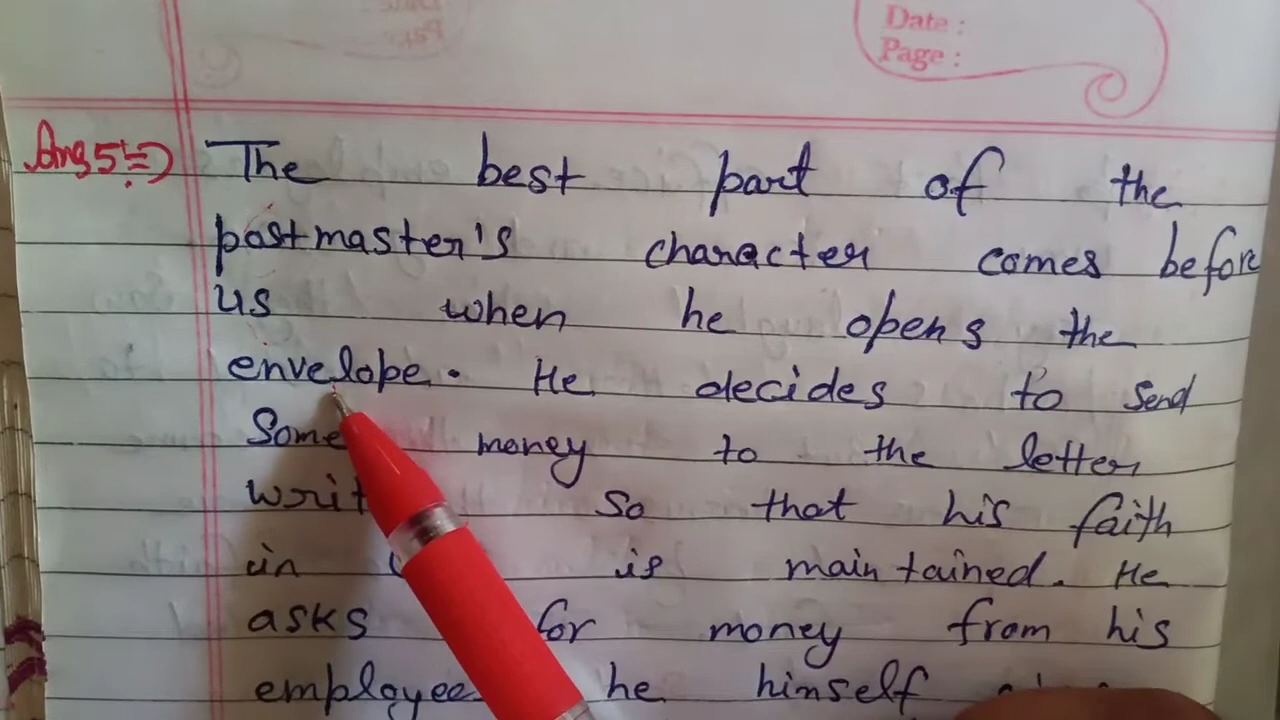 Date :
Page :
Ans 5 :=>
The best part of the
postmaster's character comes before
us when he opens the
envelope. He decides to send
Some money to the letter
so that his faith
in is maintained. He
asks for money from his
he himself